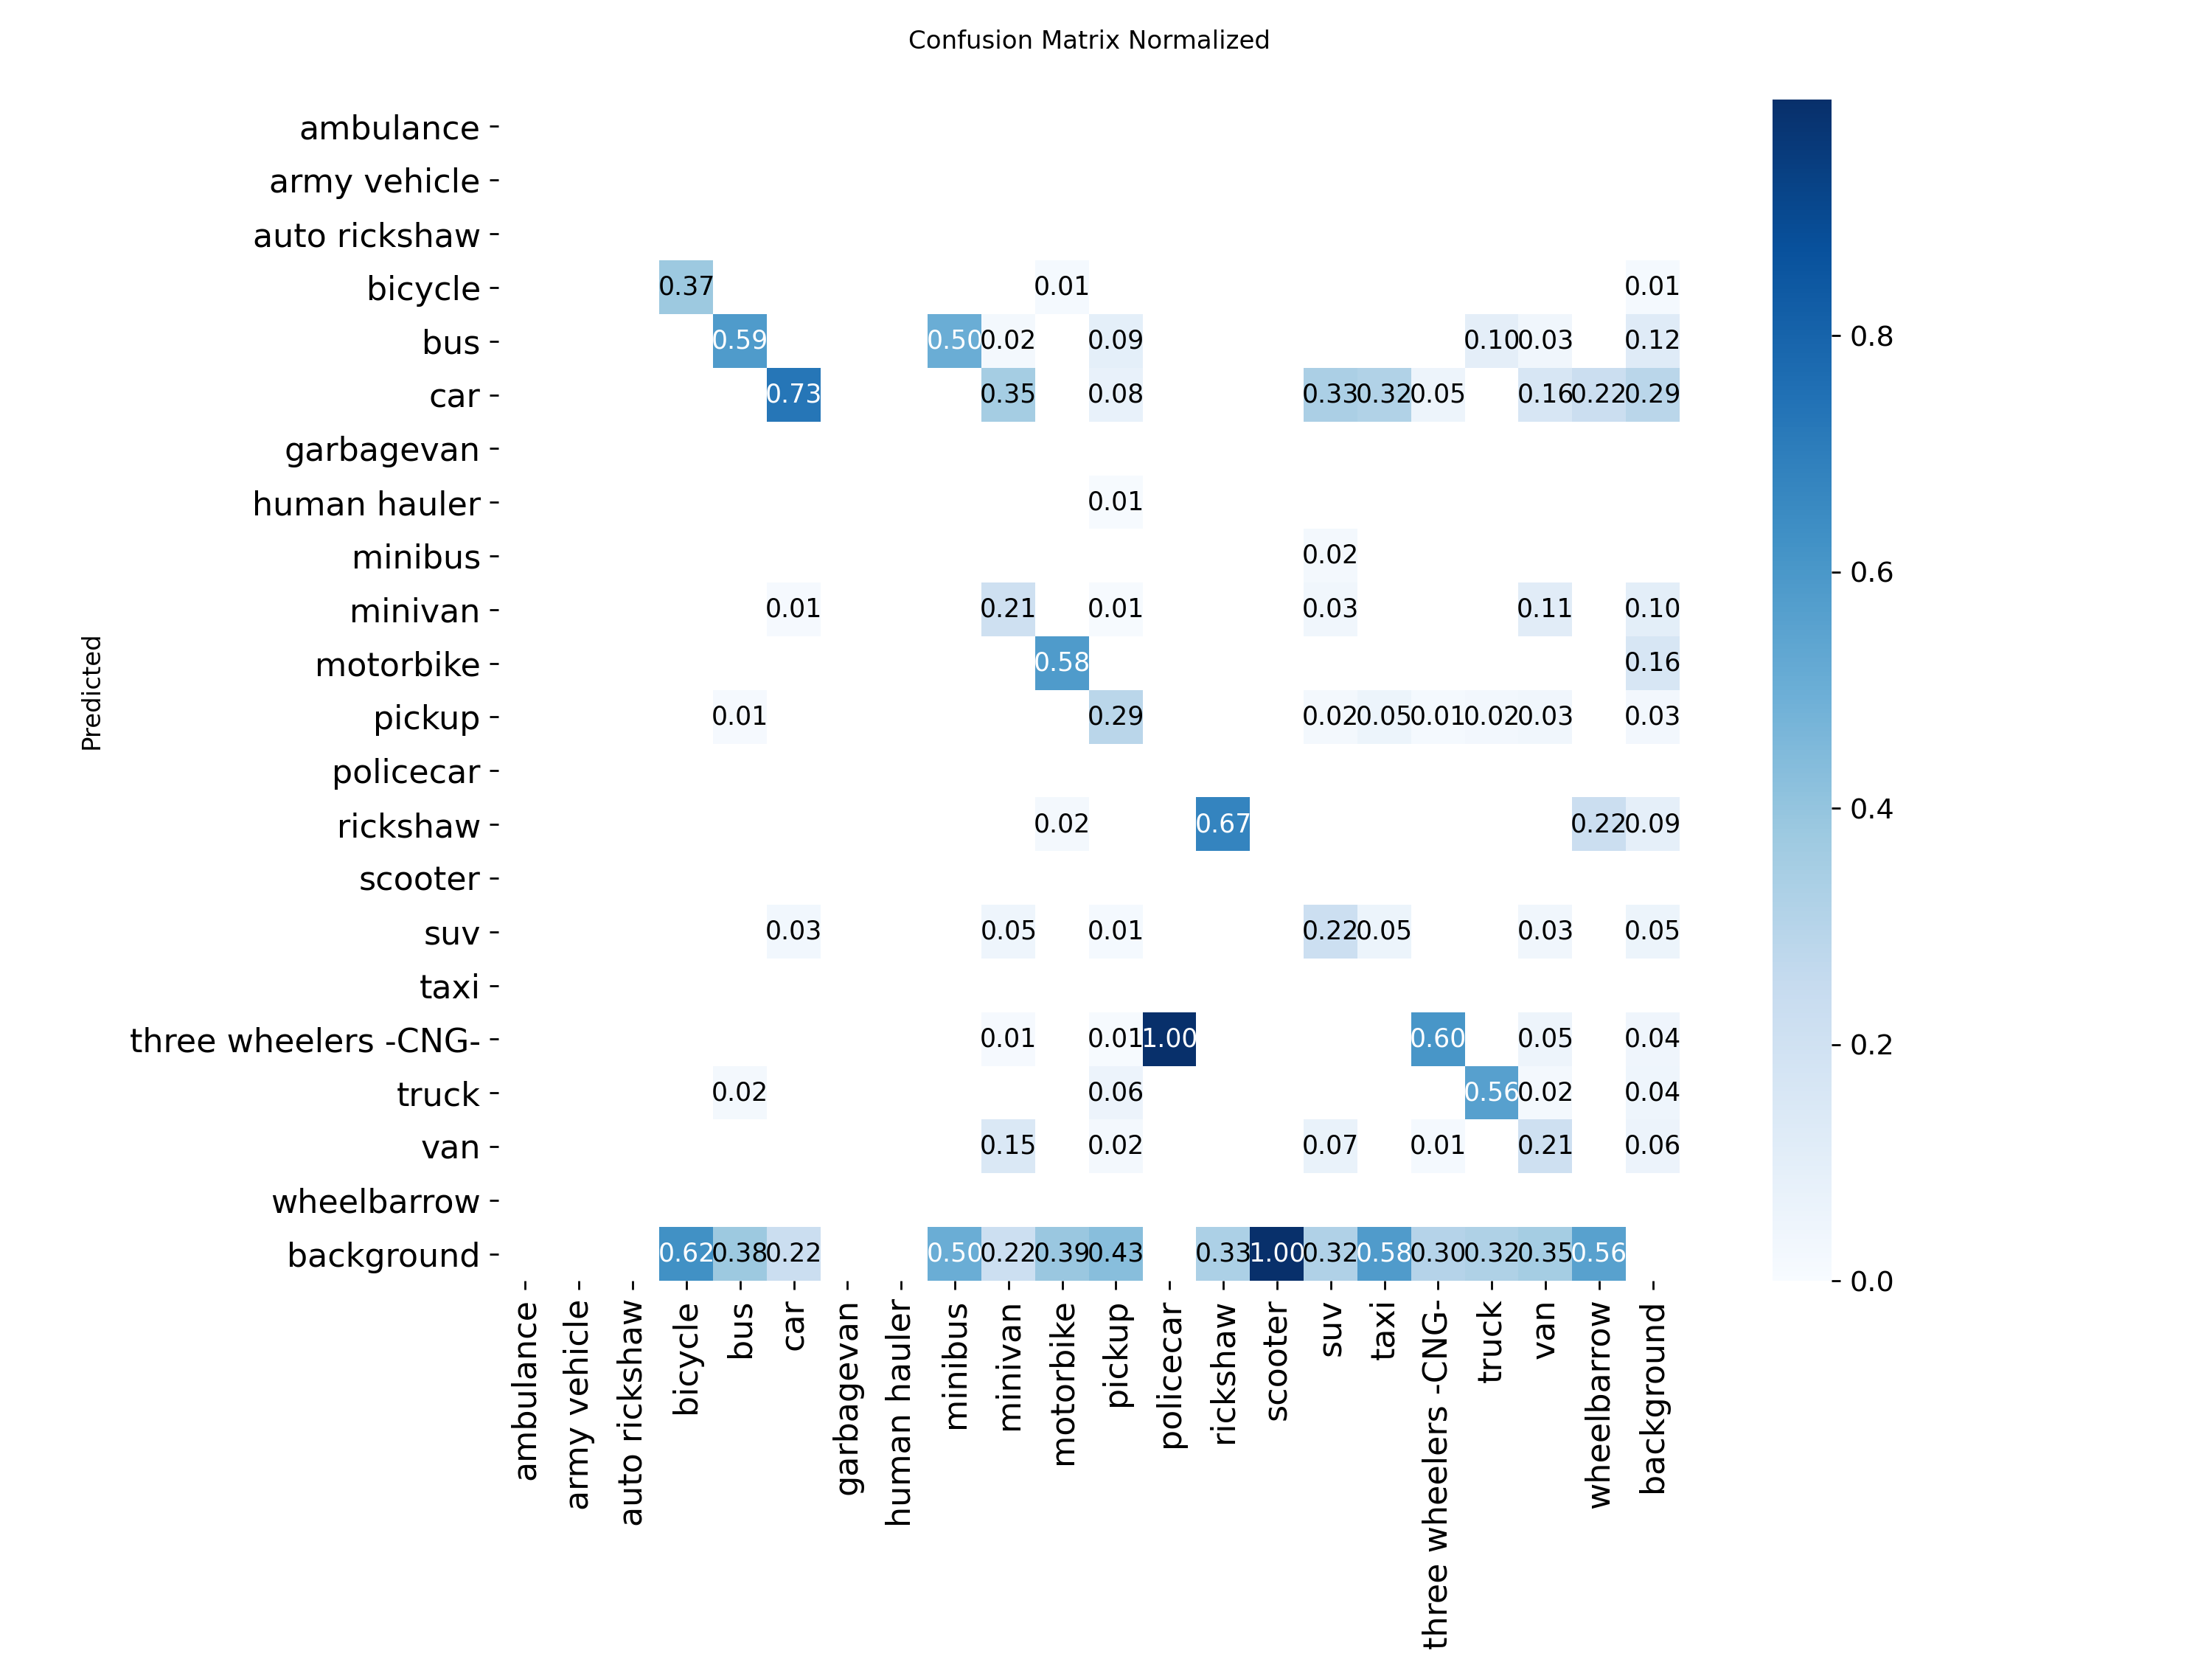 Confusion Matrix Normalized
ambulance
army vehicle
auto rickshaw
bicycle 0.37 0.01 0.01
bus 0.59 0.50 0.02 0.09 0.10 0.03 0.12 0.8
car 0.73 0.35 0.08 0.33 0.32 0.05 0.16 0.22 0.29
garbagevan
human hauler 0.01
minibus 0.02
0.6
minivan 0.01 0.21 0.01 0.03 0.11 0.10
motorbike 0.58 0.16
Predicted
pickup 0.01 0.29 0.02 0.05 0.01 0.02 0.03 0.03
policecar
0.4
rickshaw 0.02 0.67 0.22 0.09
scooter
suv 0.03 0.05 0.01 0.22 0.05 0.03 0.05
taxi
three wheelers -CNG- 0.01 0.01 1.00 0.60 0.05 0.04 0.2
truck 0.02 0.06 0.56 0.02 0.04
van 0.15 0.02 0.07 0.01 0.21 0.06
wheelbarrow
background 0.62 0.38 0.22 0.50 0.22 0.39 0.43 0.33 1.00 0.32 0.58 0.30 0.32 0.35 0.56
0.0
ambulance
army vehicle
auto rickshaw
bicycle
bus
car
garbagevan
human hauler
minibus
minivan
motorbike
pickup
policecar
rickshaw
scooter
suv
taxi
three wheelers -CNG-
truck
van
wheelbarrow
background